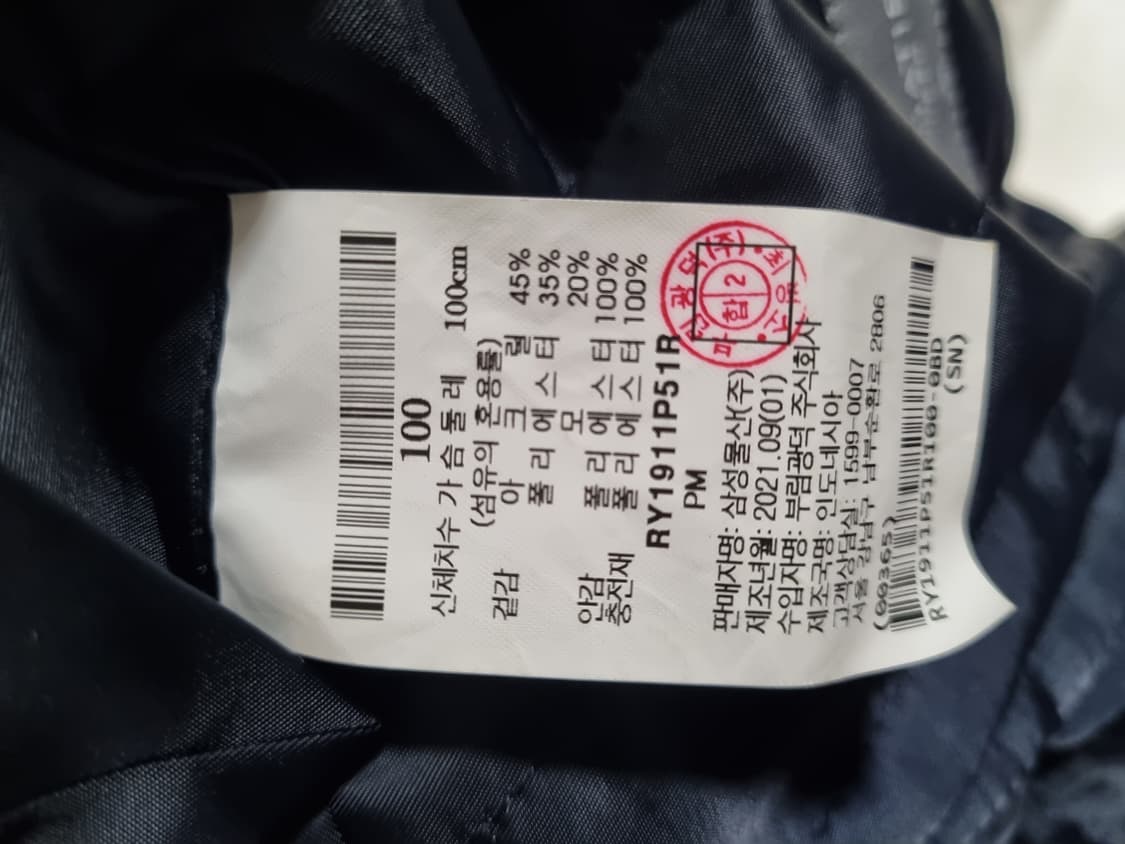 100
신체치수 가 슴 둘 레 100cm
(섬유의 혼용률)
겉감 아 크 릴 45%
폴 리 에 스 터 35%
모 20%
안감 폴 리 에 스 터 100%
충전재 폴 리 에 스 터 100%
RY1911P51R
PM
판매자명: 삼성물산(주)
제조년월: 2021.09(01)
수입자명: 부림광덕 주식회사
제조국명: 인도네시아
고객상담실: 1599-0007
서울 강남구 남부순환로 2806
(00365)
RY1911P51R100-0BD
(SN)
합 2